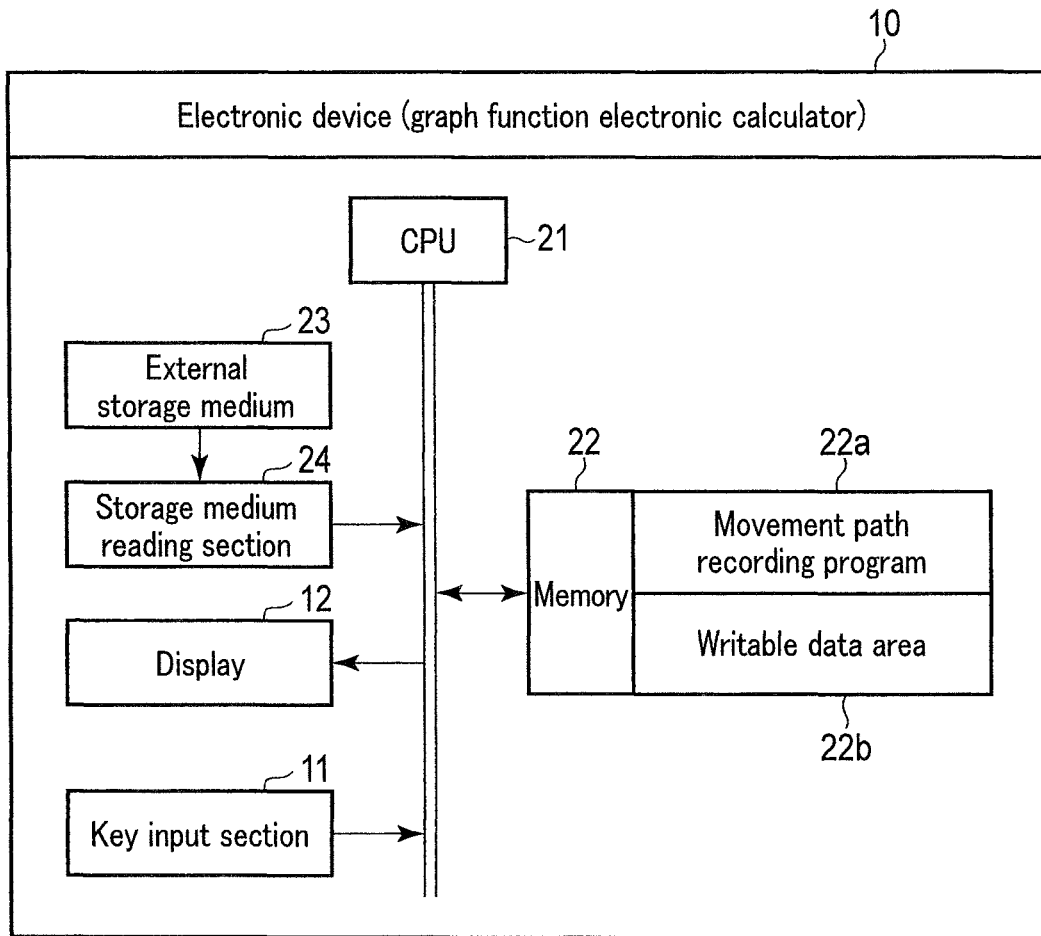 10
Electronic device (graph function electronic calculator)
CPU
21
23
External
storage medium
24
Storage medium
reading section
12
Display
11
Key input section
22
22a
Memory
Movement path
recording program
Writable data area
22b